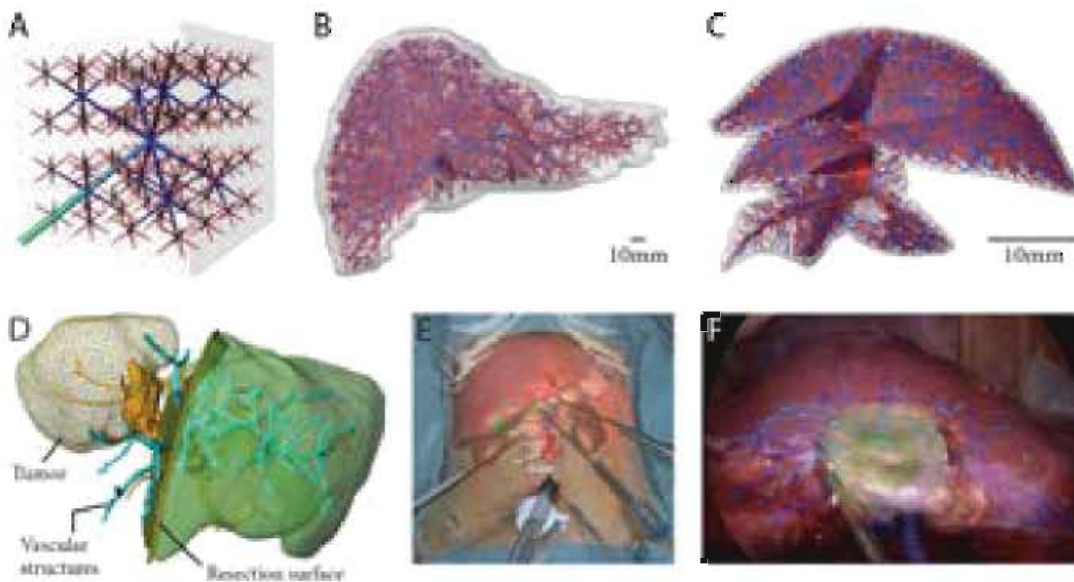 A
B
C
10mm
10mm
D
E
F
Tumor
Vascular
structures
Resection surface